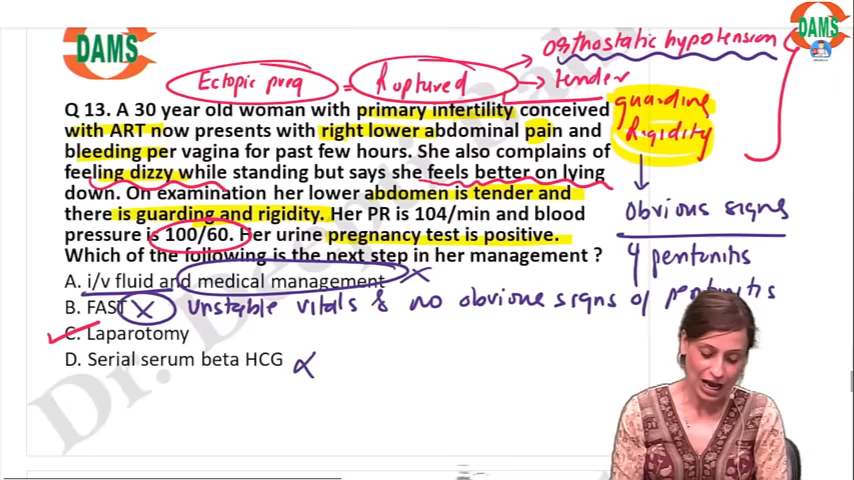 DAMS
Orthostatic hypotension
DAMS
Ectopic preg = Ruptured → tender
guarding
Rigidity
Q 13. A 30 year old woman with primary infertility conceived
with ART now presents with right lower abdominal pain and
bleeding per vagina for past few hours. She also complains of
feeling dizzy while standing but says she feels better on lying
down. On examination her lower abdomen is tender and
there is guarding and rigidity. Her PR is 104/min and blood
pressure is 100/60. Her urine pregnancy test is positive.
Which of the following is the next step in her management ?
obvious signs
of peritonitis
A. i/v fluid and medical management
B. FAST unstable vitals & no obvious signs of peritonitis
C. Laparotomy
D. Serial serum beta HCG